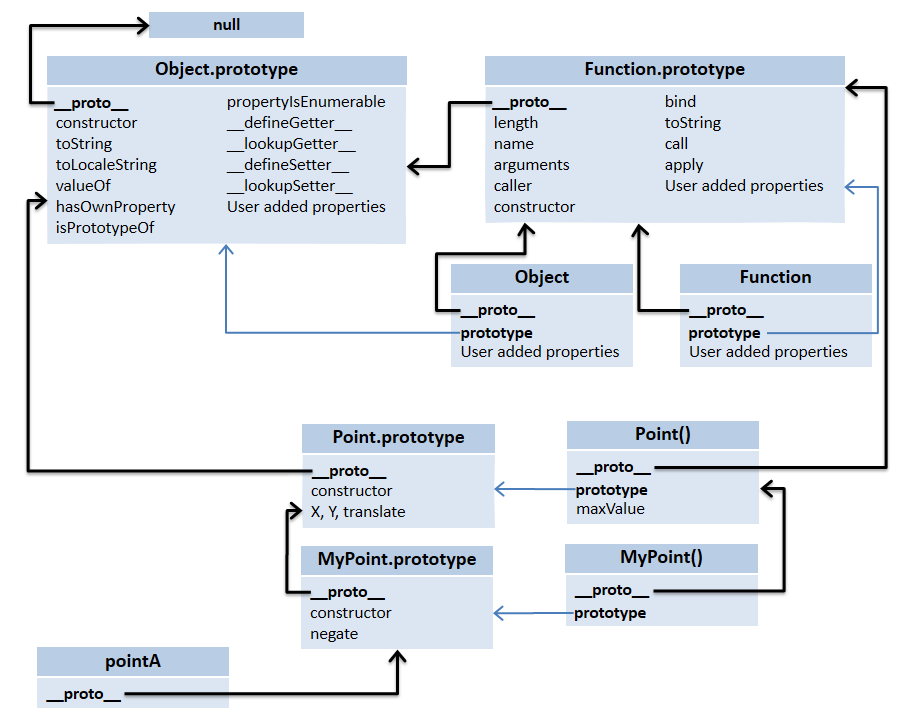 null
Object.prototype
__proto__
constructor
toString
toLocaleString
valueOf
hasOwnProperty
isPrototypeOf
propertyIsEnumerable
__defineGetter__
__lookupGetter__
__defineSetter__
__lookupSetter__
User added properties
Function.prototype
__proto__
length
name
arguments
caller
constructor
bind
toString
call
apply
User added properties
Object
__proto__
prototype
User added properties
Function
__proto__
prototype
User added properties
Point.prototype
__proto__
constructor
X, Y, translate
Point()
__proto__
prototype
maxValue
MyPoint.prototype
__proto__
constructor
negate
MyPoint()
__proto__
prototype
pointA
__proto__